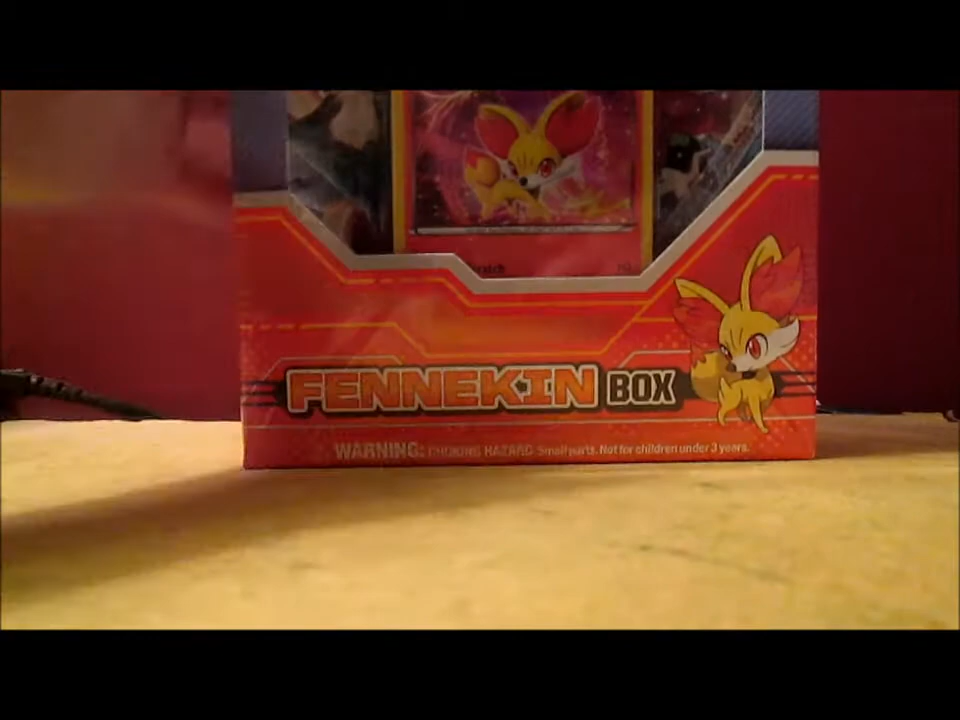 FENNEKIN BOX
WARNING: CHOKING HAZARD-Small parts. Not for children under 3 years.